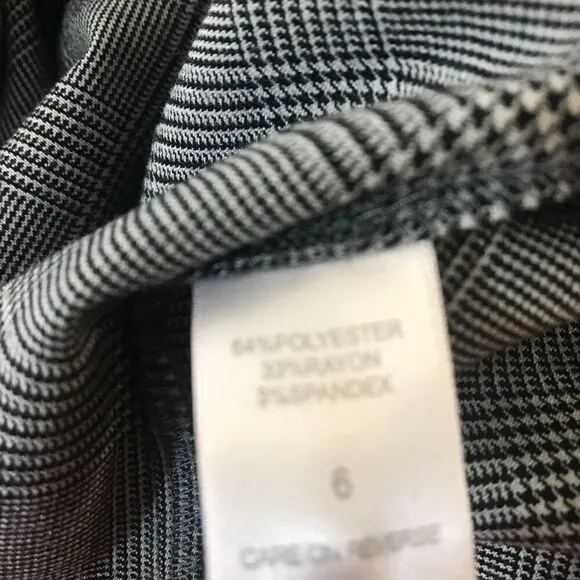 64%POLYESTER
33%RAYON
3%SPANDEX
6
CARE ON REVERSE